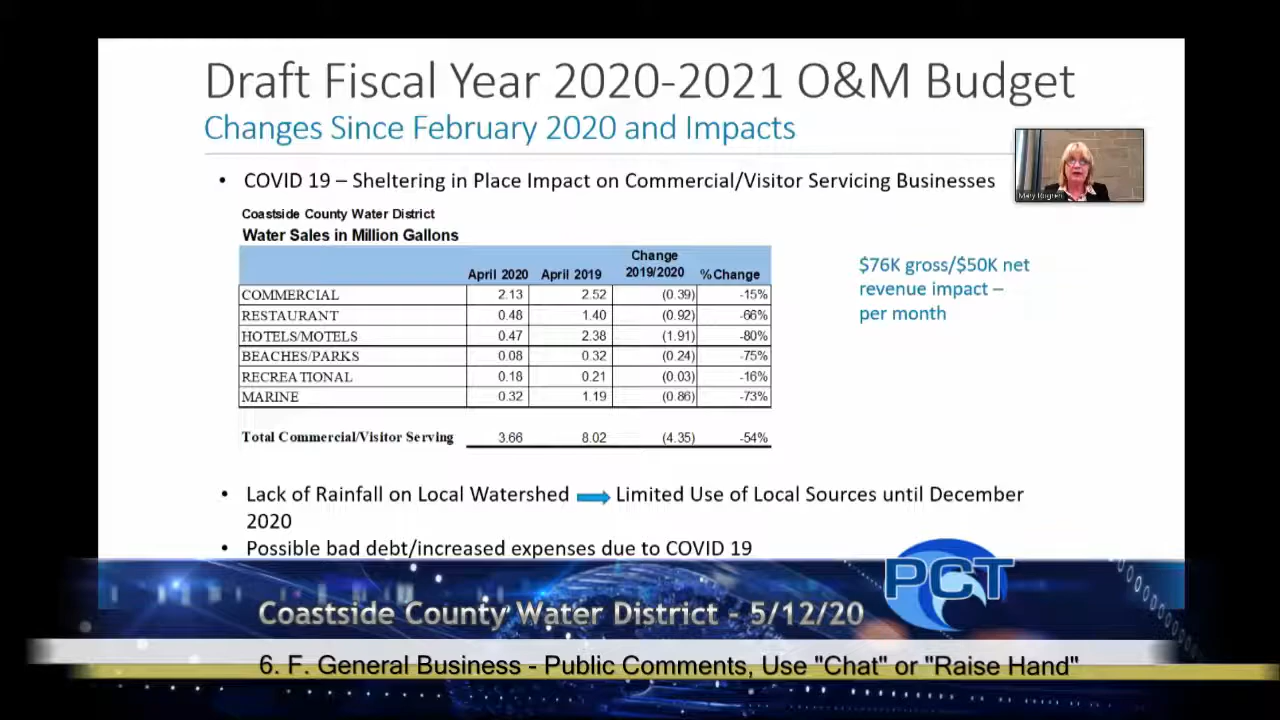 Draft Fiscal Year 2020-2021 O&M Budget
Changes Since February 2020 and Impacts
• COVID 19 – Sheltering in Place Impact on Commercial/Visitor Servicing Businesses
Coastside County Water District
Water Sales in Million Gallons
April 2020 April 2019 Change 2019/2020 % Change
COMMERCIAL 2.13 2.52 (0.39) -15%
RESTAURANT 0.48 1.40 (0.92) -66%
HOTELS/MOTELS 0.47 2.38 (1.91) -80%
BEACHES/PARKS 0.08 0.32 (0.24) -75%
RECREATIONAL 0.18 0.21 (0.03) -16%
MARINE 0.32 1.19 (0.86) -73%
Total Commercial/Visitor Serving 3.66 8.02 (4.35) -54%
$76K gross/$50K net
revenue impact –
per month
• Lack of Rainfall on Local Watershed Limited Use of Local Sources until December
2020
• Possible bad debt/increased expenses due to COVID 19
PCT
Coastside County Water District - 5/12/20
6. F. General Business - Public Comments, Use "Chat" or "Raise Hand"